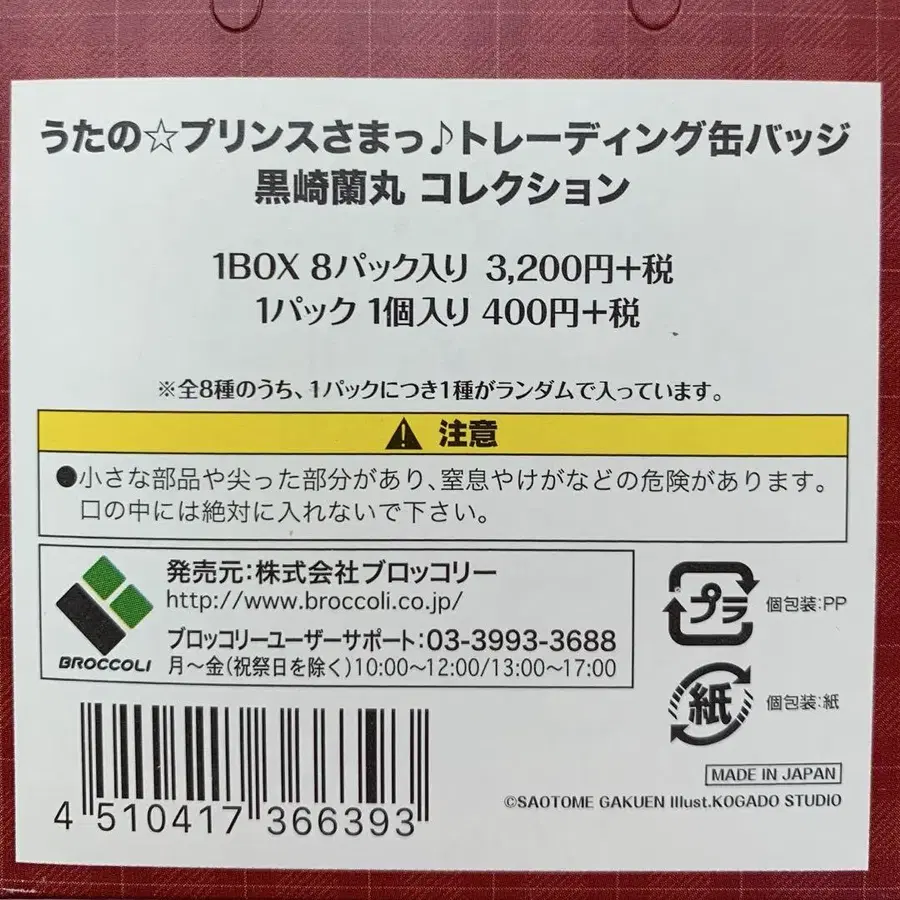 うたの☆プリンスさまっ♪トレーディング缶バッジ
黒崎蘭丸 コレクション
1BOX 8パック入り 3,200円+税
1パック 1個入り 400円+税
※全8種のうち、1パックにつき1種がランダムで入っています。
注意
●小さな部品や尖った部分があり、窒息やけがなどの危険があります。
口の中には絶対に入れないで下さい。
発売元:株式会社ブロッコリー
http://www.broccoli.co.jp/
ブロッコリーユーザーサポート:03-3993-3688
月〜金(祝祭日を除く)10:00〜12:00/13:00〜17:00
BROCCOLI
プラ 個包装:PP
紙 個包装:紙
MADE IN JAPAN
©SAOTOME GAKUEN Illust.KOGADO STUDIO
4 510417 366393